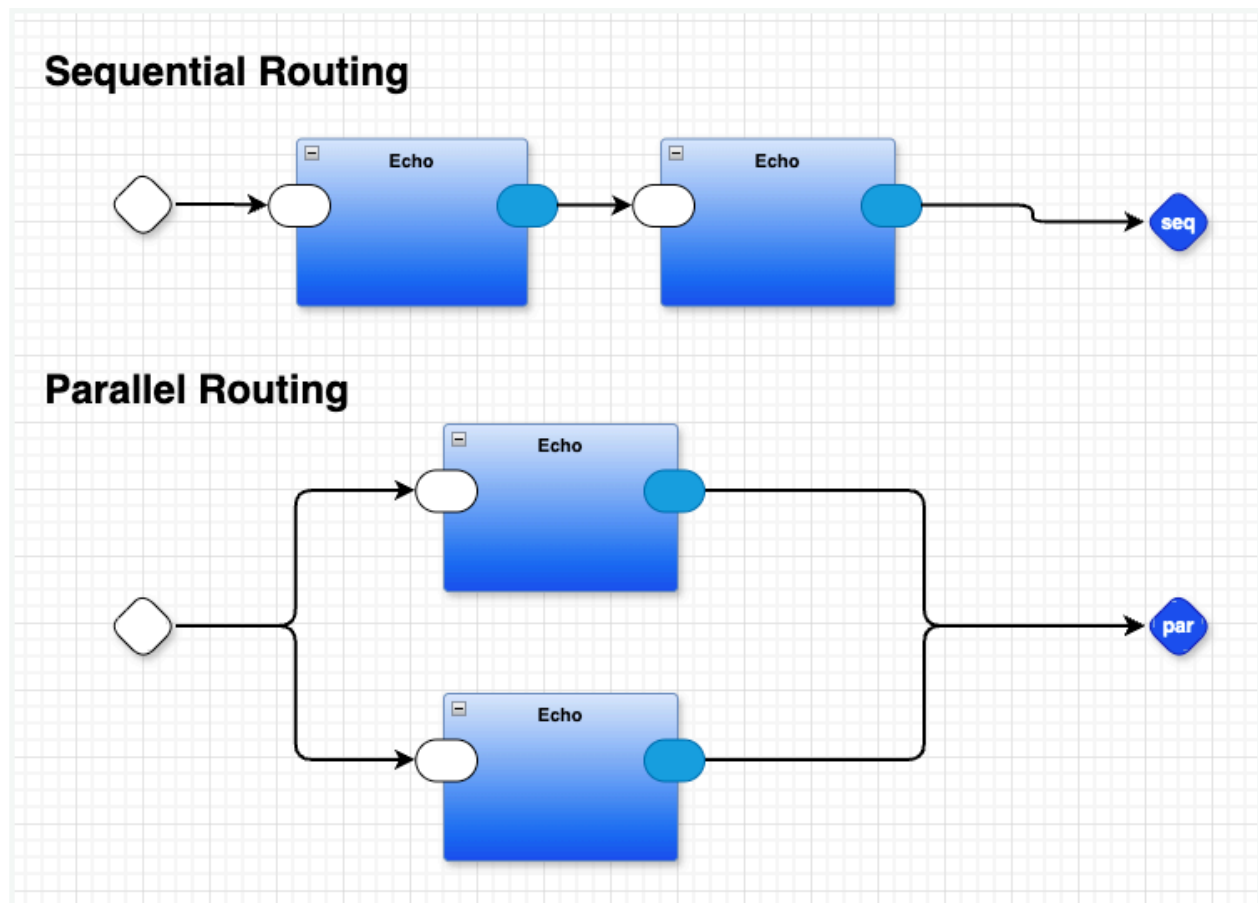 Sequential Routing
Echo
Echo
seq
Parallel Routing
Echo
par
Echo